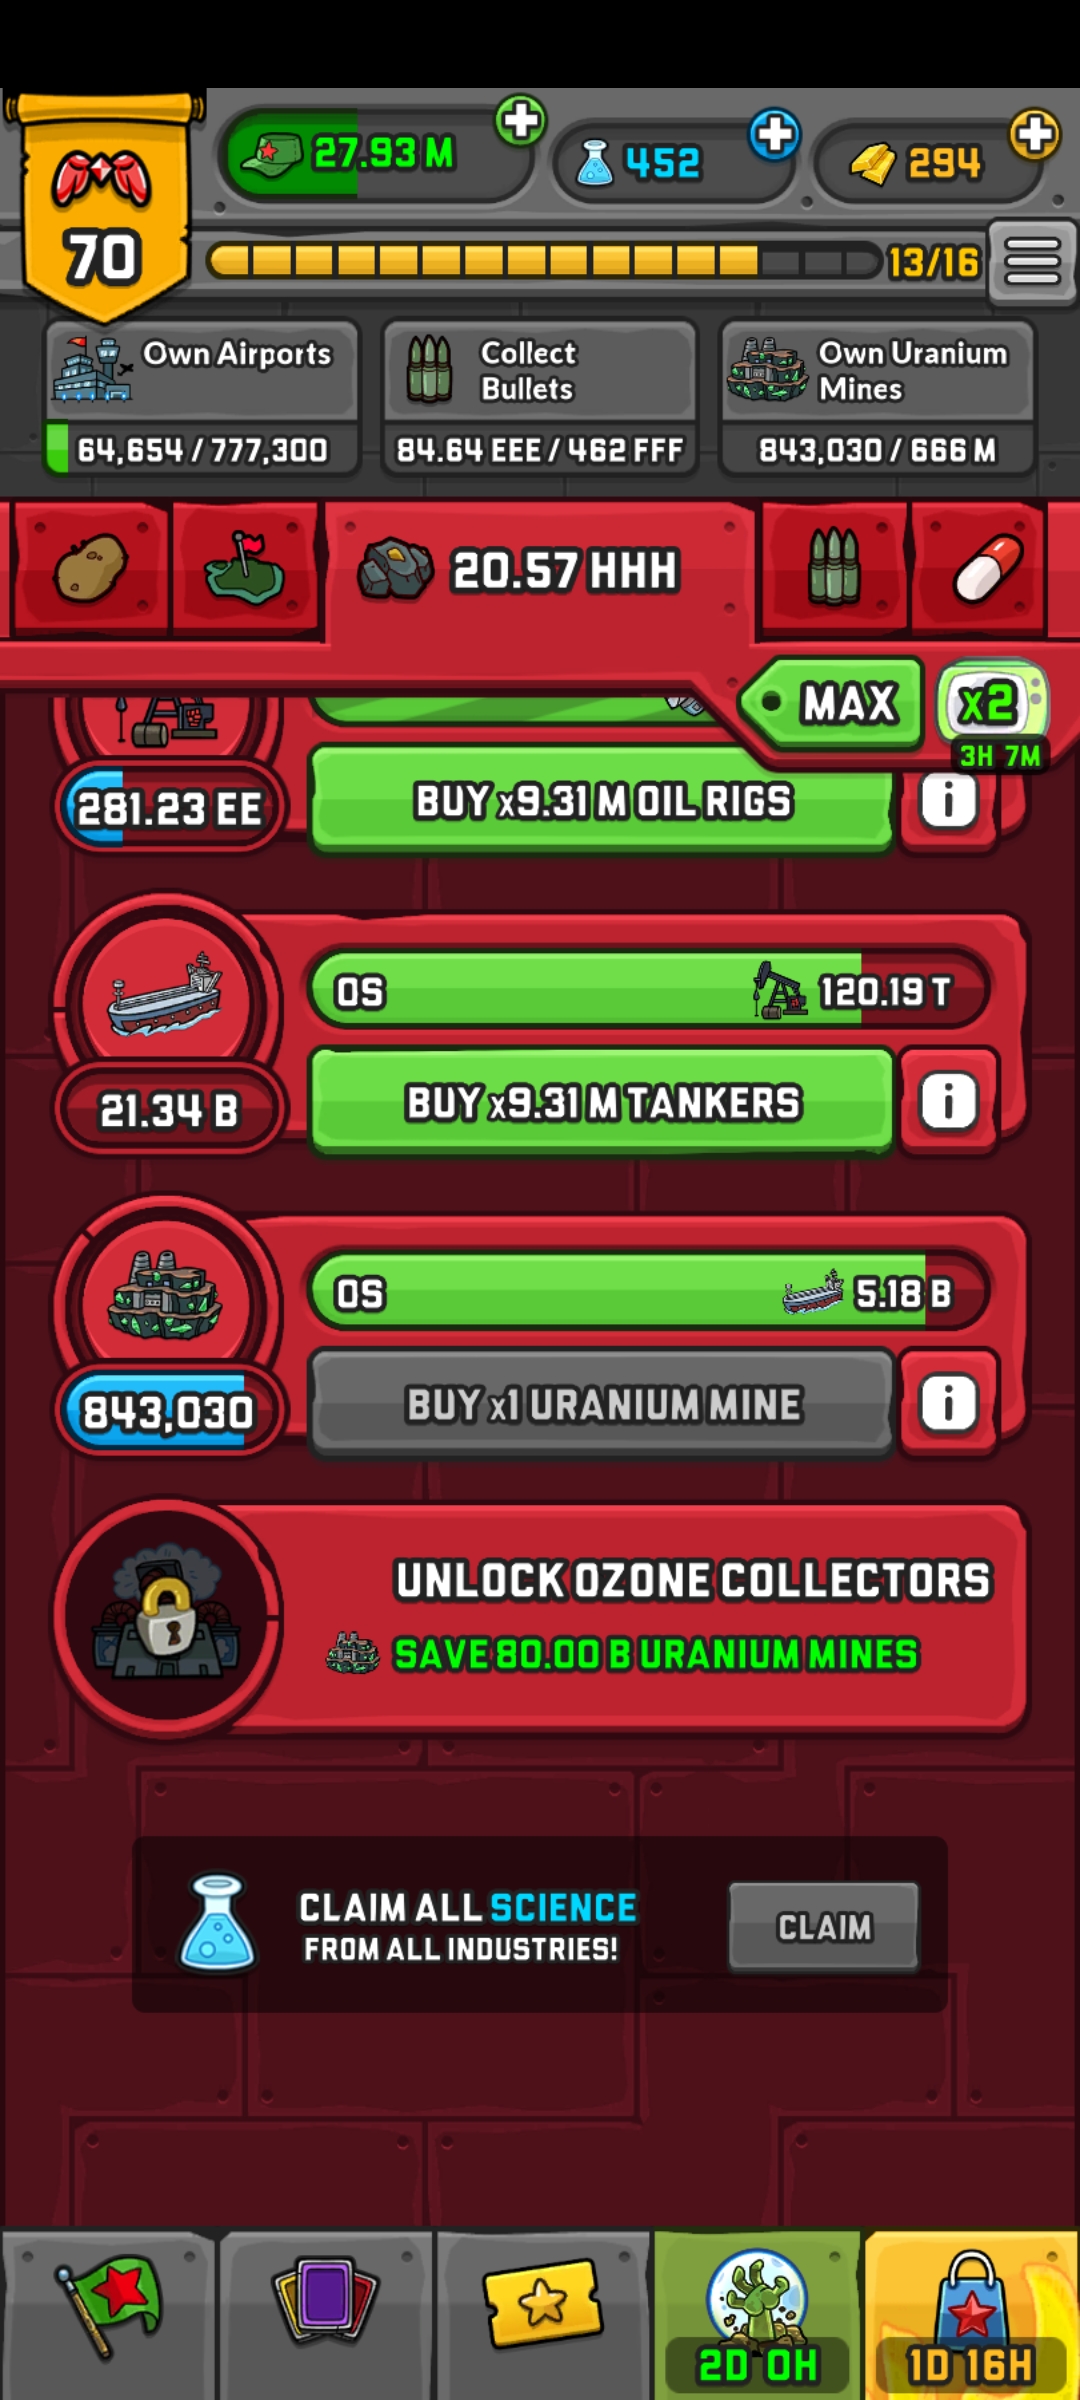 27.93 M
452
294
70
13/16
Own Airports
64,654 / 777,300
Collect
Bullets
84.64 EEE / 462 FFF
Own Uranium
Mines
843,030 / 666 M
20.57 HHH
MAX
x2
3H 7M
281.23 EE
BUY x9.31 M OIL RIGS
i
0S
120.19 T
21.34 B
BUY x9.31 M TANKERS
i
0S
5.18 B
843,030
BUY x1 URANIUM MINE
i
UNLOCK OZONE COLLECTORS
SAVE 80.00 B URANIUM MINES
CLAIM ALL SCIENCE
FROM ALL INDUSTRIES!
CLAIM
2D 0H
1D 16H